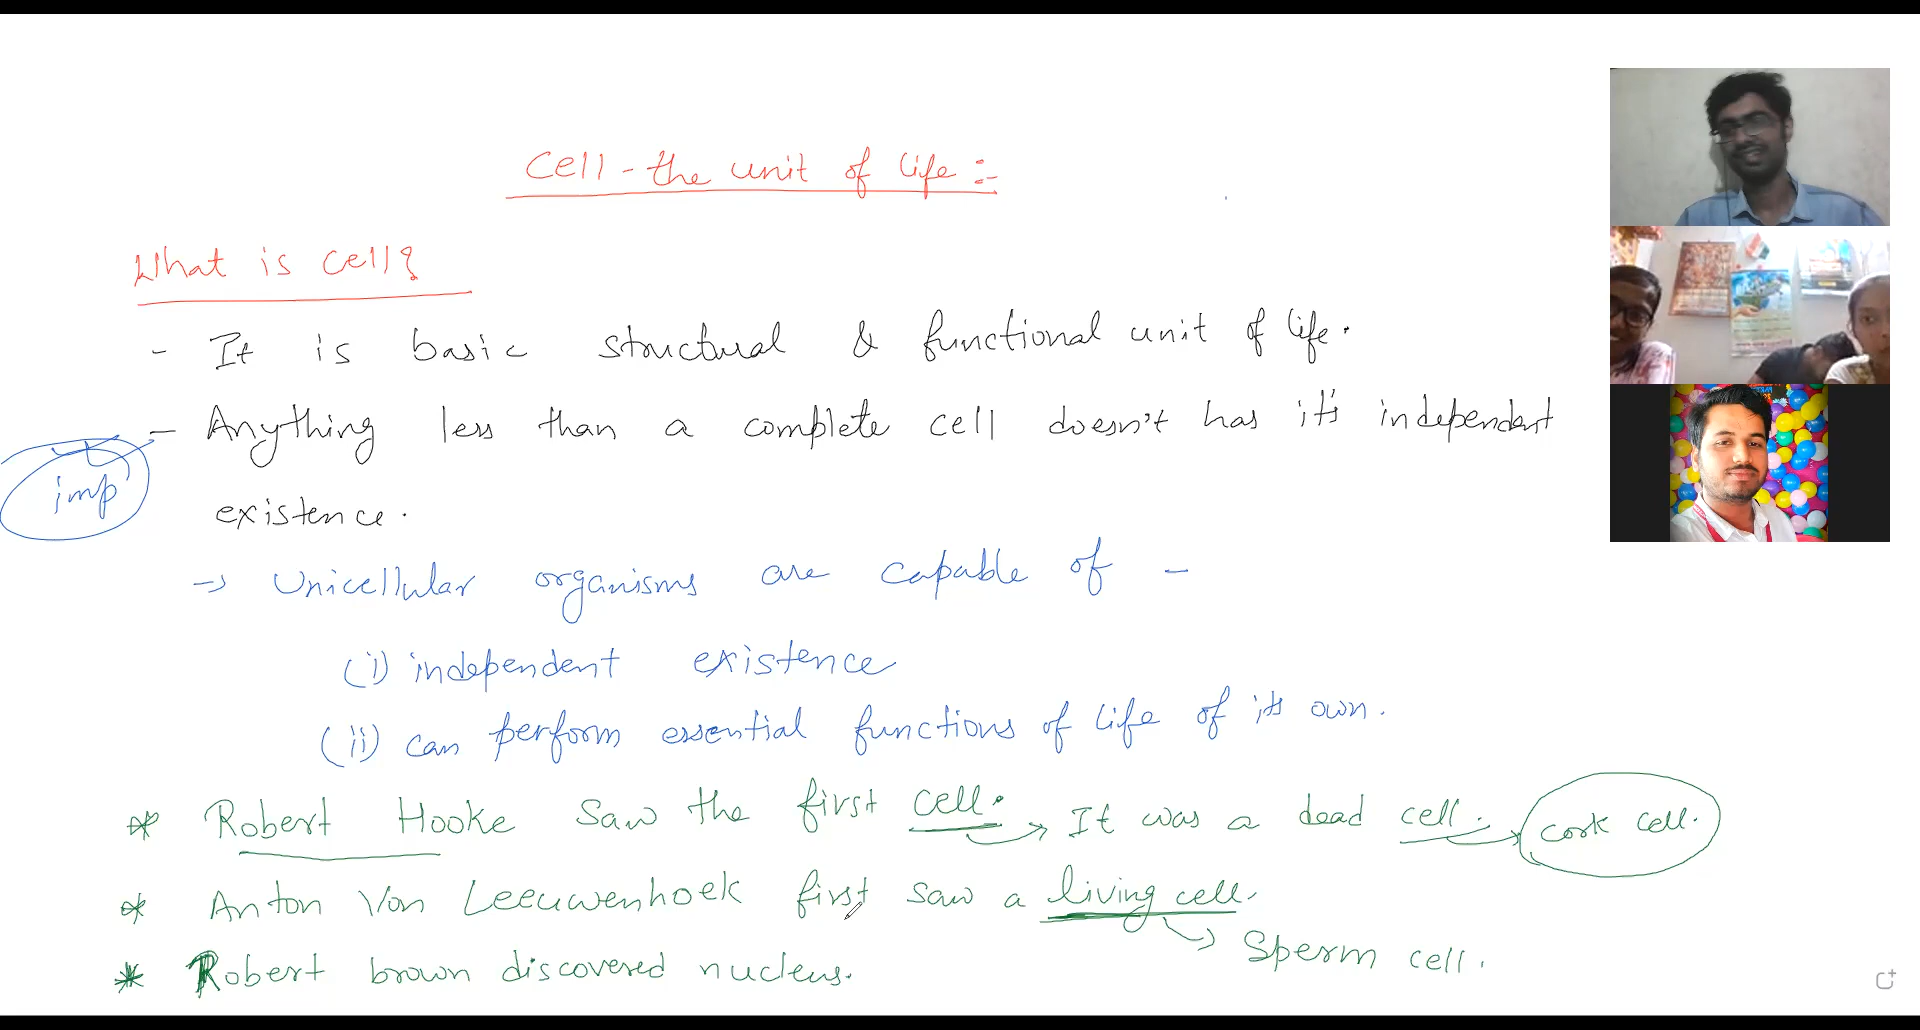 Cell - the unit of life :-
What is cell?
- It is basic structural & functional unit of life.
- Anything less than a complete cell doesn't has it's independent
imp
existence.
→ Unicellular organisms are capable of -
(i) independent existence
(ii) can perform essential functions of life of its own.
* Robert Hooke saw the first cell. → It was a dead cell. → cork cell.
* Anton Von Leeuwenhoek first saw a living cell.
→ Sperm cell.
* Robert brown discovered nucleus.